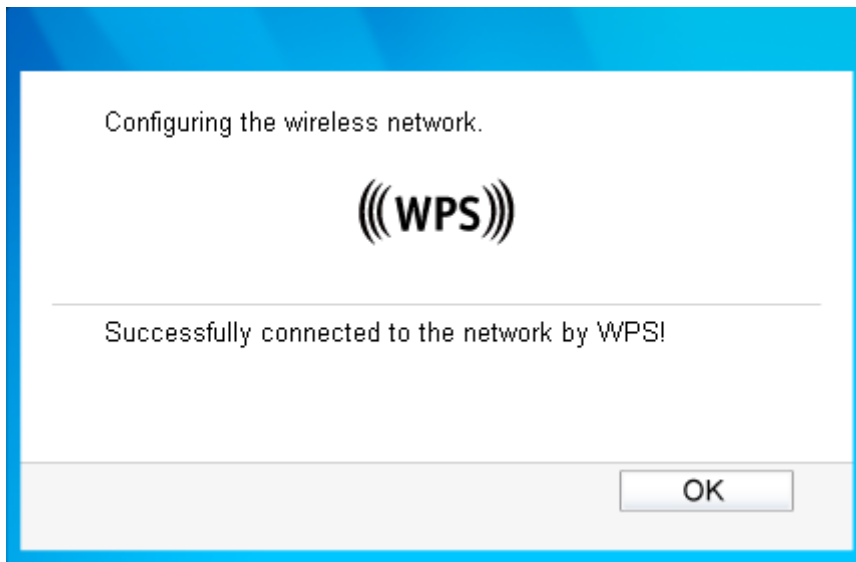 Configuring the wireless network.
WPS
Successfully connected to the network by WPS!
OK